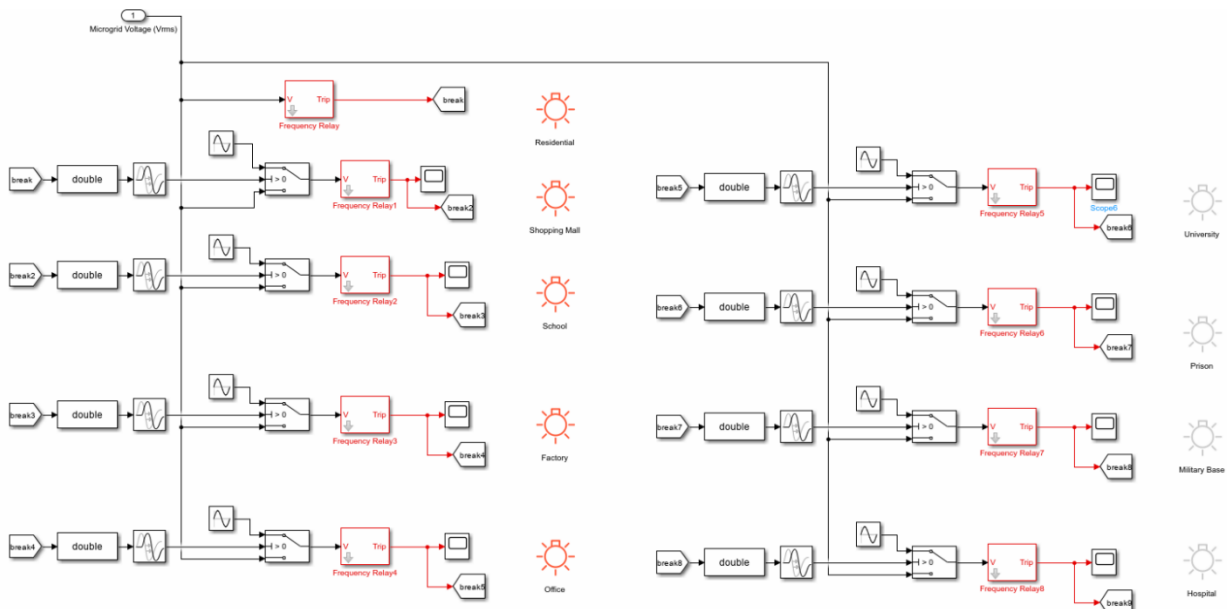 1
Microgrid Voltage (Vrms)
V Trip
Frequency Relay
break
Residential
break
double
> 0
V Trip
Frequency Relay1
break2
Shopping Mall
break2
double
> 0
V Trip
Frequency Relay2
break3
School
break3
double
> 0
V Trip
Frequency Relay3
break4
Factory
break4
double
> 0
V Trip
Frequency Relay4
break5
Office
break5
double
> 0
V Trip
Frequency Relay5
Scope6
break6
University
break6
double
> 0
V Trip
Frequency Relay6
break7
Prison
break7
double
> 0
V Trip
Frequency Relay7
break8
Military Base
break8
double
> 0
V Trip
Frequency Relay8
break9
Hospital